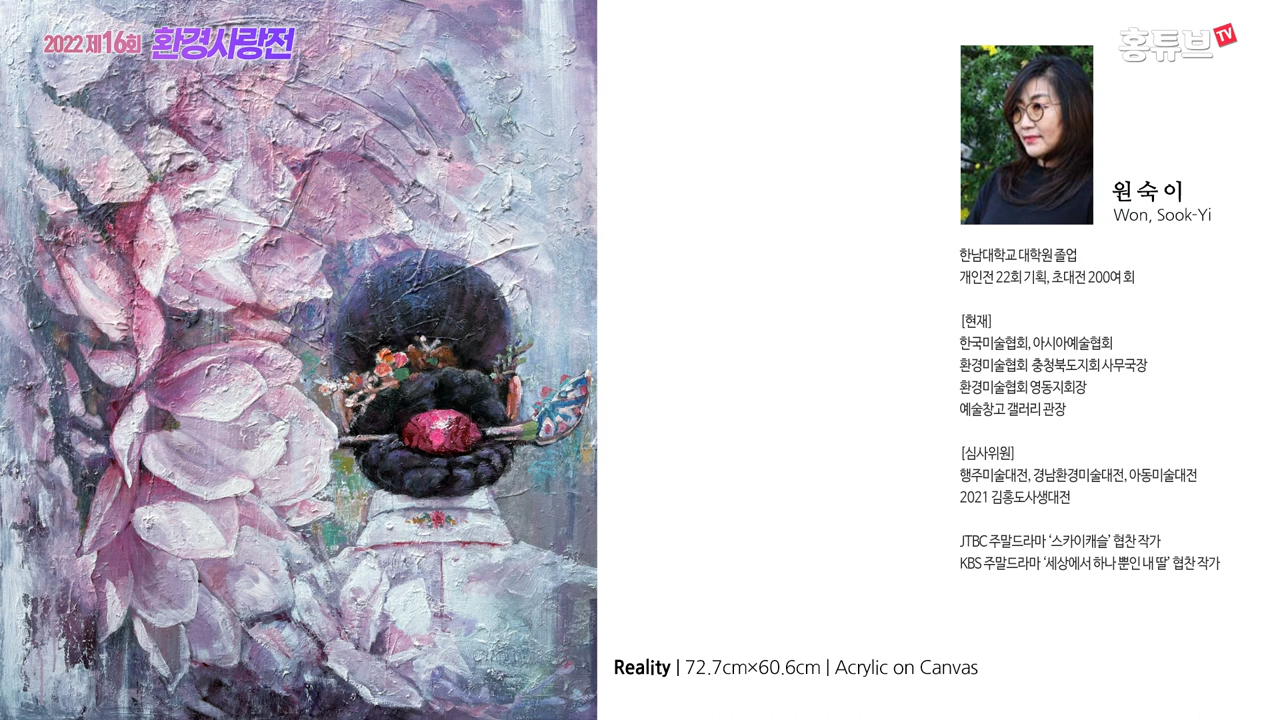 2022 제16회 환경사랑전
홍튜브 TV
원숙이
Won, Sook-Yi
한남대학교 대학원 졸업
개인전 22회 기획, 초대전 200여 회
[현재]
한국미술협회, 아시아예술협회
환경미술협회 충청북도지회 사무국장
환경미술협회 영동지회장
예술창고 갤러리 관장
[심사위원]
행주미술대전, 경남환경미술대전, 아동미술대전
2021 김홍도사생대전
JTBC 주말드라마 ‘스카이캐슬’ 협찬 작가
KBS 주말드라마 ‘세상에서 하나 뿐인 내 딸’ 협찬 작가
Reality | 72.7cm×60.6cm | Acrylic on Canvas